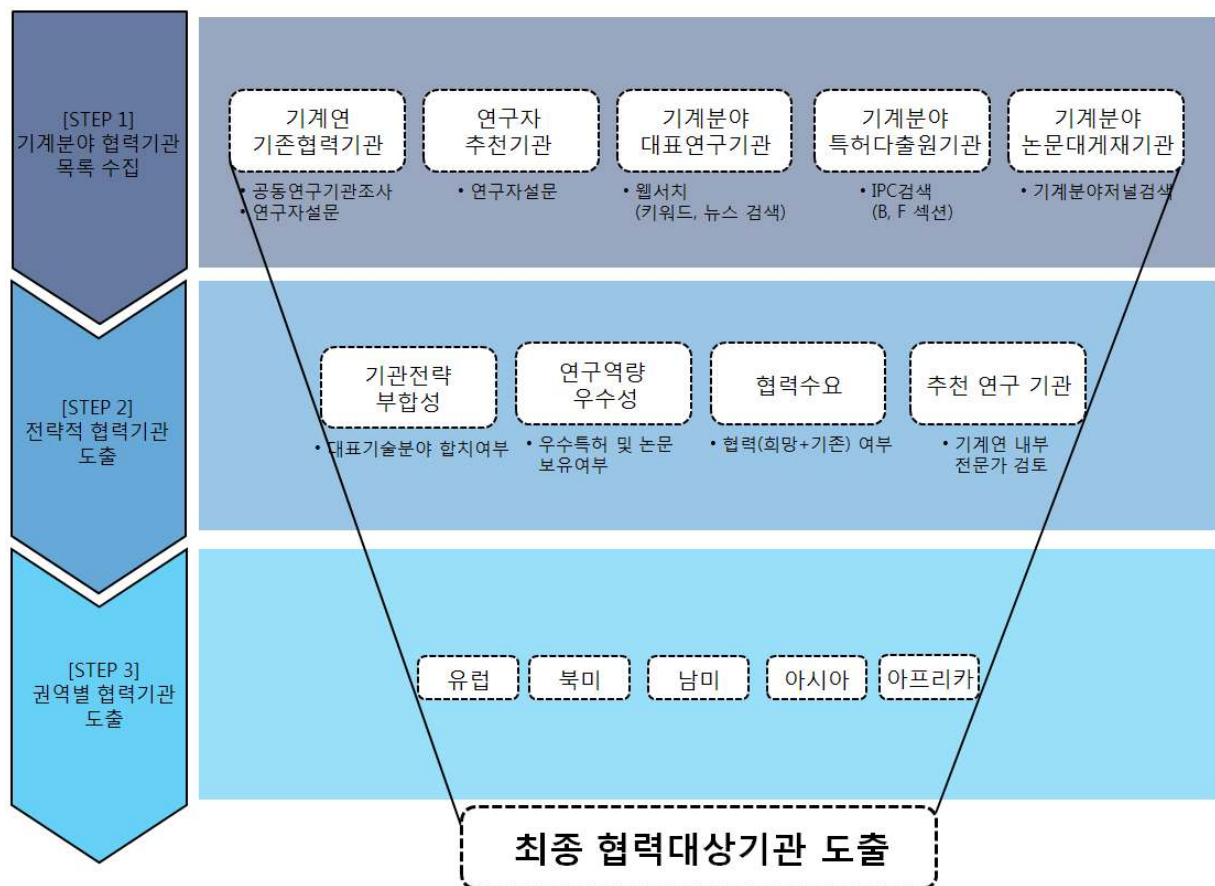 [STEP 1]
기계분야 협력기관
목록 수집
기계연
기존협력기관
• 공동연구기관조사
• 연구자설문
연구자
추천기관
• 연구자설문
기계분야
대표연구기관
• 웹서치
(키워드, 뉴스 검색)
기계분야
특허다출원기관
• IPC검색
(B, F 섹션)
기계분야
논문대게재기관
• 기계분야저널검색
[STEP 2]
전략적 협력기관
도출
기관전략
부합성
• 대표기술분야 합치여부
연구역량
우수성
• 우수특허 및 논문
보유여부
협력수요
• 협력(희망+기존) 여부
추천 연구 기관
• 기계연 내부
전문가 검토
[STEP 3]
권역별 협력기관
도출
유럽
북미
남미
아시아
아프리카
최종 협력대상기관 도출